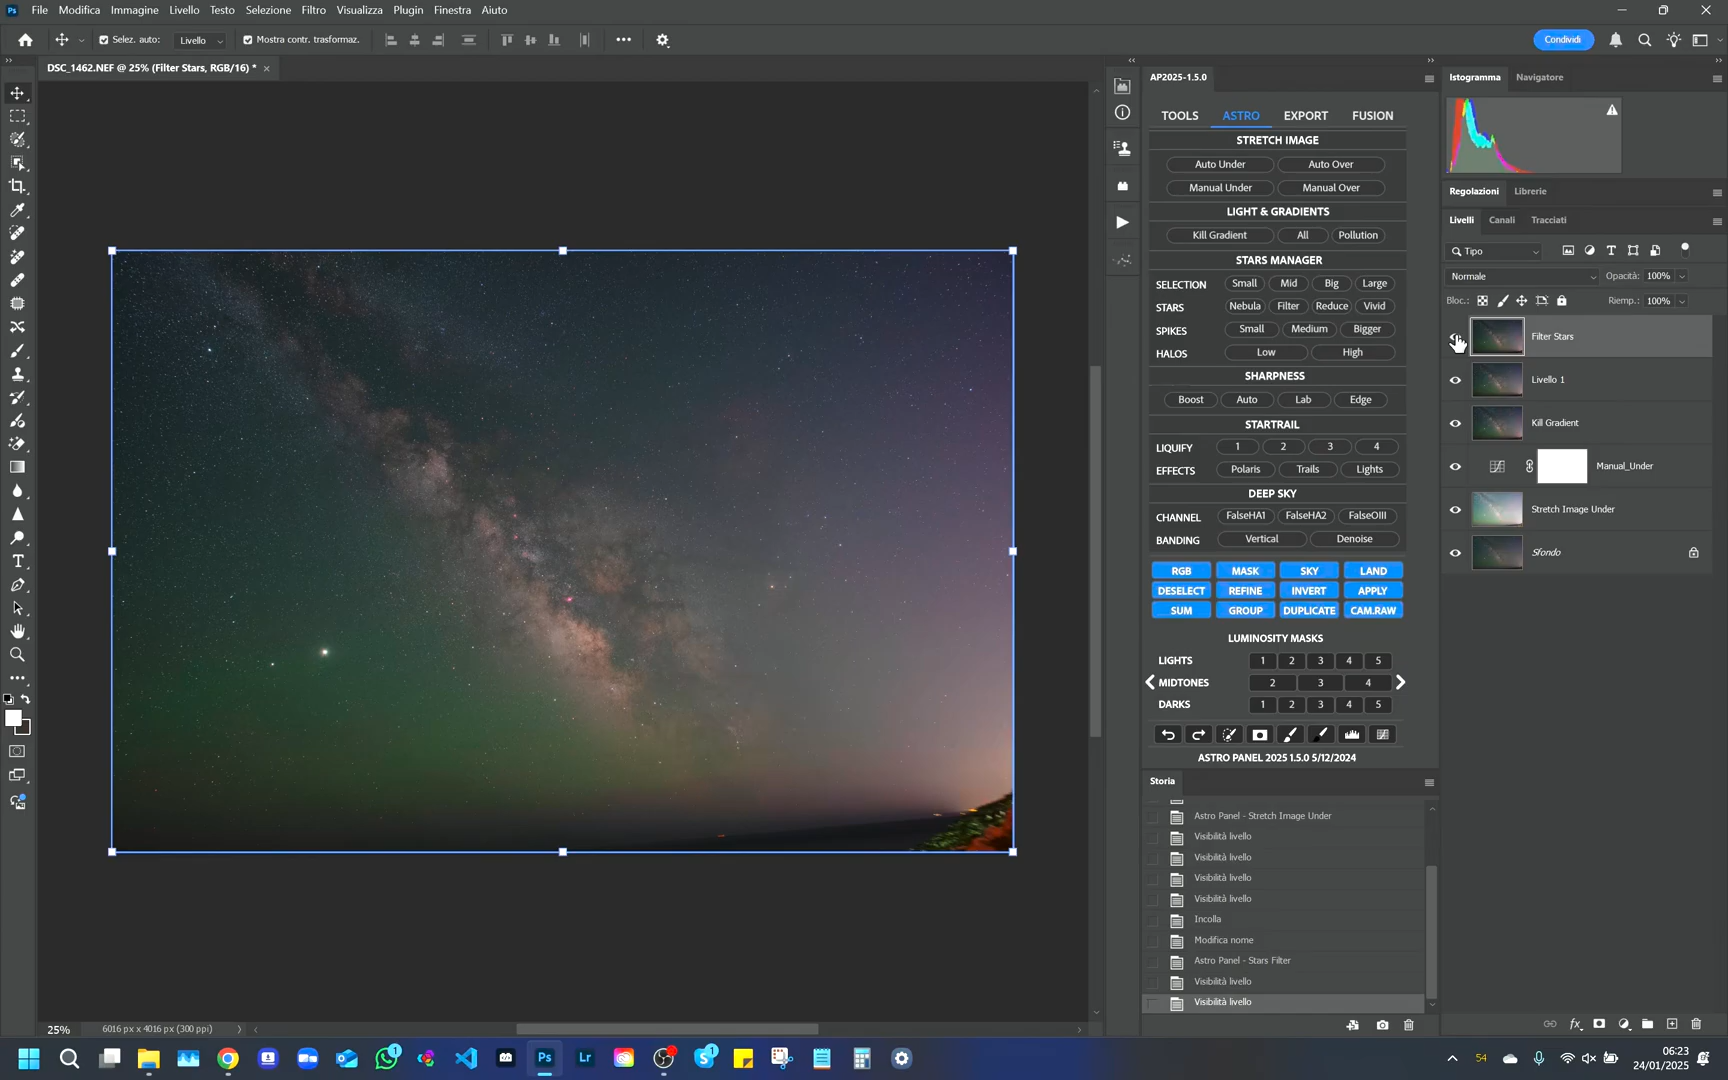 Ps File Modifica Immagine Livello Testo Selezione Filtro Visualizza Plugin Finestra Aiuto
Selez. auto: Livello Mostra contr. trasformaz. Condividi
DSC_1462.NEF @ 25% (Filter Stars, RGB/16) *
AP2025-1.5.0
TOOLS ASTRO EXPORT FUSION
STRETCH IMAGE
Auto Under Auto Over
Manual Under Manual Over
LIGHT & GRADIENTS
Kill Gradient All Pollution
STARS MANAGER
SELECTION Small Mid Big Large
STARS Nebula Filter Reduce Vivid
SPIKES Small Medium Bigger
HALOS Low High
SHARPNESS
Boost Auto Lab Edge
STARTRAIL
LIQUIFY 1 2 3 4
EFFECTS Polaris Trails Lights
DEEP SKY
CHANNEL FalseHA1 FalseHA2 FalseOIII
BANDING Vertical Denoise
RGB MASK SKY LAND
DESELECT REFINE INVERT APPLY
SUM GROUP DUPLICATE CAM.RAW
LUMINOSITY MASKS
LIGHTS 1 2 3 4 5
MIDTONES 2 3 4
DARKS 1 2 3 4 5
ASTRO PANEL 2025 1.5.0 5/12/2024
Storia
Astro Panel - Stretch Image Under
Visibilità livello
Visibilità livello
Visibilità livello
Visibilità livello
Incolla
Modifica nome
Astro Panel - Stars Filter
Visibilità livello
Visibilità livello
Istogramma Navigatore
Regolazioni Librerie
Livelli Canali Tracciati
Tipo
Normale Opacità: 100%
Bloc.: Riemp.: 100%
Filter Stars
Livello 1
Kill Gradient
Manual_Under
Stretch Image Under
Sfondo
25% 6016 px x 4016 px (300 ppi)
1 Ps Lr 1 54 06:23
24/01/2025